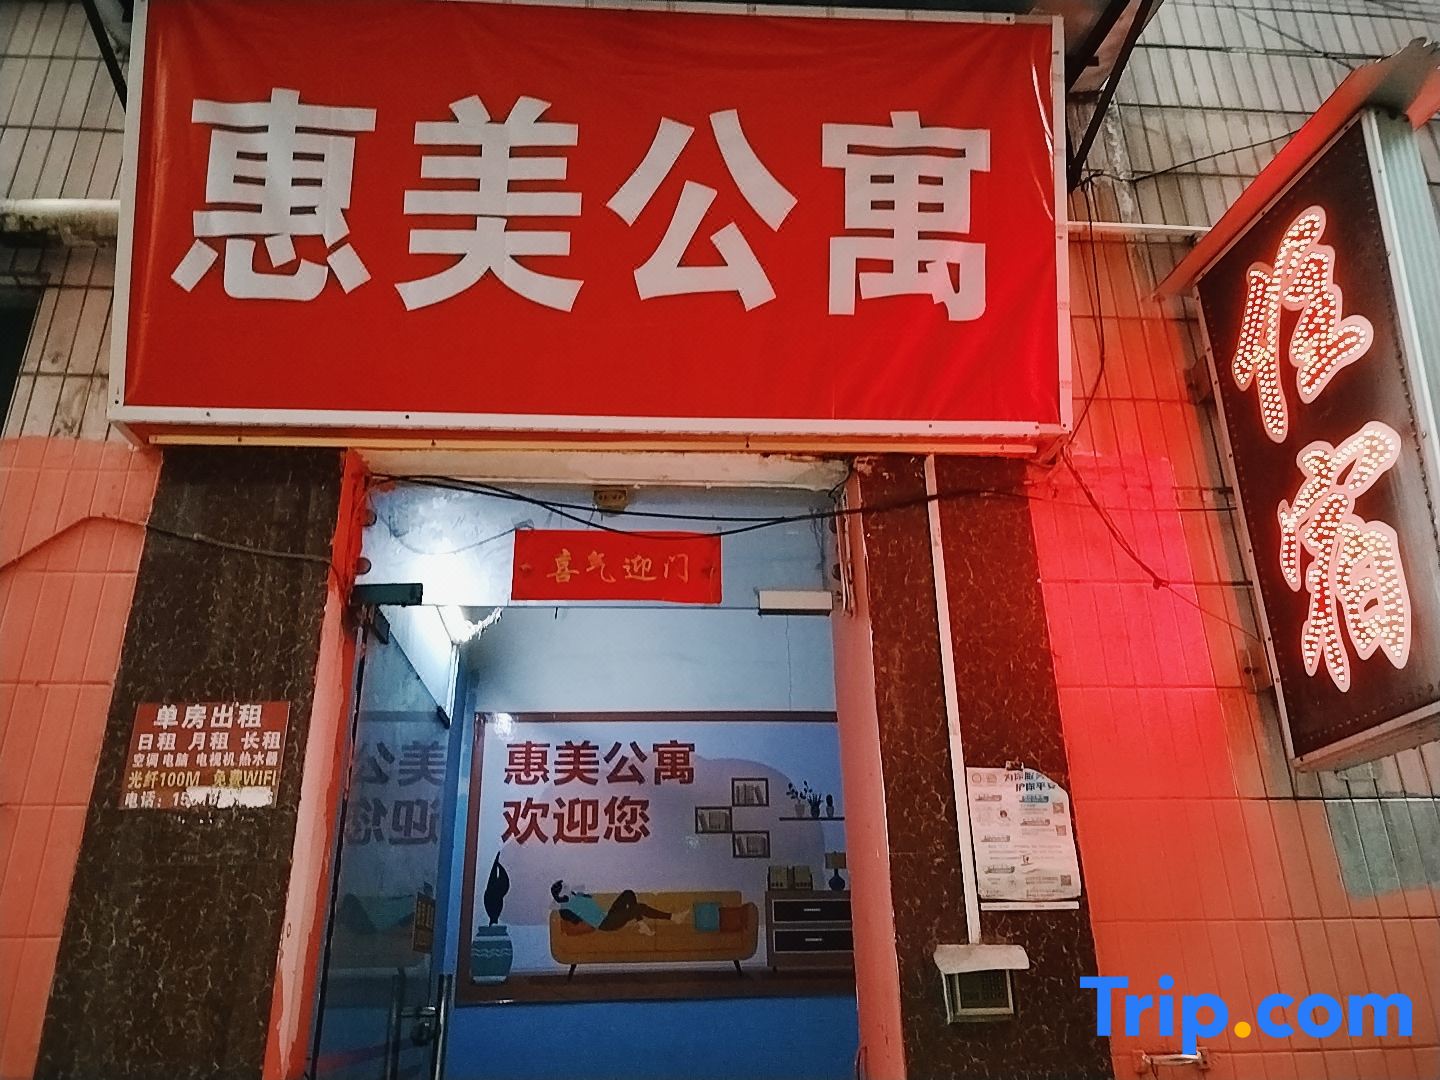 惠美公寓
住宿
喜气迎门
单房出租
日租 月租 长租
空调 电脑 电视机 热水器
光纤100M 免费WIFI
电话：15
惠美公寓
欢迎您
Trip.com